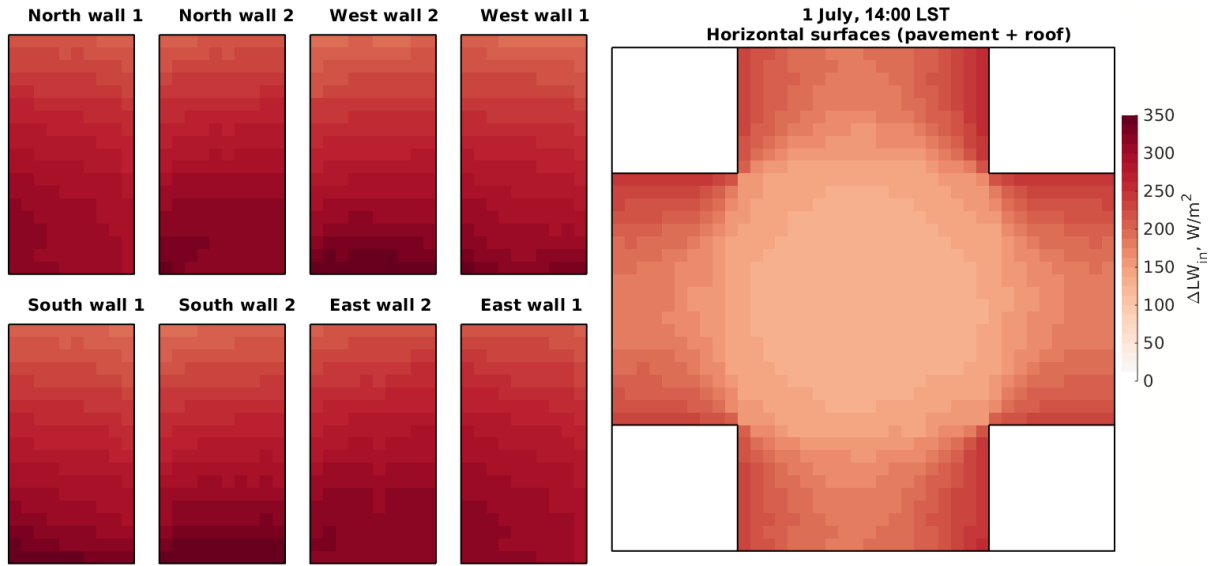 North wall 1
North wall 2
West wall 2
West wall 1
South wall 1
South wall 2
East wall 2
East wall 1
1 July, 14:00 LST
Horizontal surfaces (pavement + roof)
350
300
250
200
150
100
50
0
ΔLW_in, W/m²